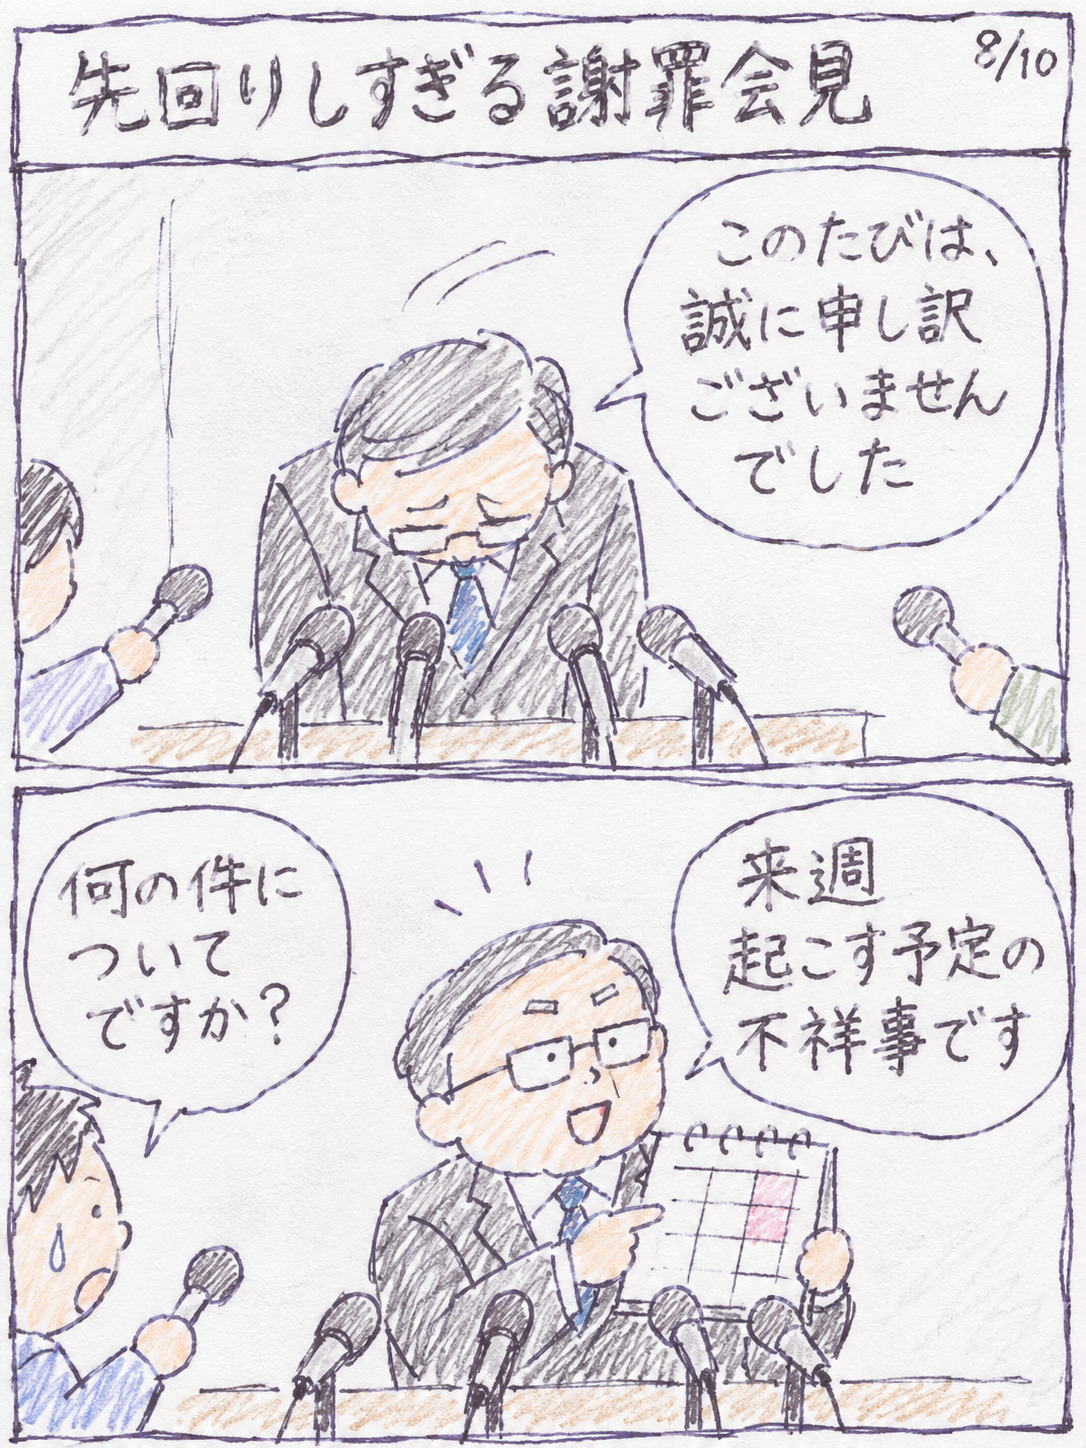 先回りしすぎる謝罪会見
8/10
このたびは、
誠に申し訳
ございません
でした
何の件に
ついて
ですか?
来週
起こす予定の
不祥事です